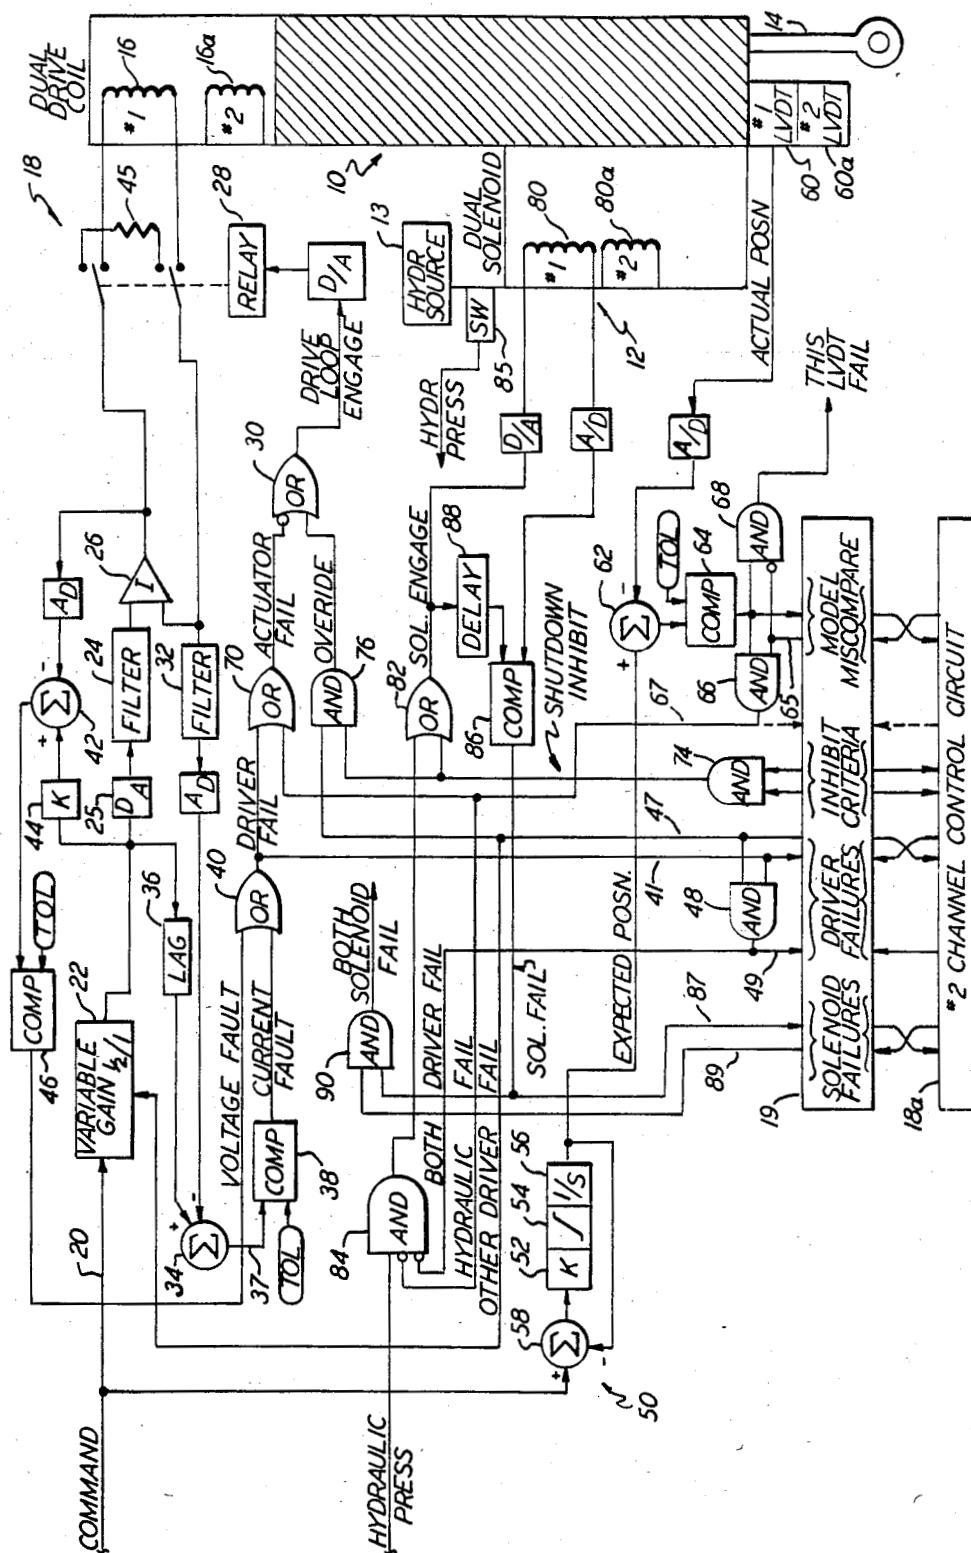 COMMAND
20
VARIABLE
GAIN 1/2/1
22
COMP
46
TOL
44
K
25
D/A
FILTER
24
I
26
A/D
Σ
42
+
-
FILTER
32
A/D
LAG
36
Σ
34
+
-
37
COMP
38
TOL
VOLTAGE FAULT
CURRENT
FAULT
OR
40
DRIVER
FAIL
OR
70
ACTUATOR
FAIL
OVERIDE
AND
76
OR
30
DRIVE
LOOP
ENGAGE
D/A
RELAY
28
45
18
DUAL
DRIVE
COIL
16
#1
16a
#2
10
14
HYDRAULIC
PRESS
84
AND
BOTH DRIVER FAIL
HYDRAULIC
FAIL
OTHER DRIVER
FAIL
90
AND
BOTH
SOLENOID
FAIL
OR
82
SOL. ENGAGE
DELAY
88
COMP
86
SOL. FAIL
SHUTDOWN
INHIBIT
HYDR
PRESS
HYDR
SOURCE
13
SW
85
DUAL
SOLENOID
D/A
A/D
#1
80
#2
80a
12
ACTUAL POSN
#1
LVDT
#2
LVDT
60
60a
58
Σ
+
-
50
K
∫
1/S
52
54
56
EXPECTED POSN.
Σ
62
+
-
A/D
TOL
COMP
64
AND
66
65
67
AND
68
THIS
LVDT
FAIL
AND
74
47
41
AND
48
49
87
89
19
SOLENOID
FAILURES
DRIVER
FAILURES
INHIBIT
CRITERIA
MODEL
MISCOMPARE
18a
#2 CHANNEL CONTROL CIRCUIT